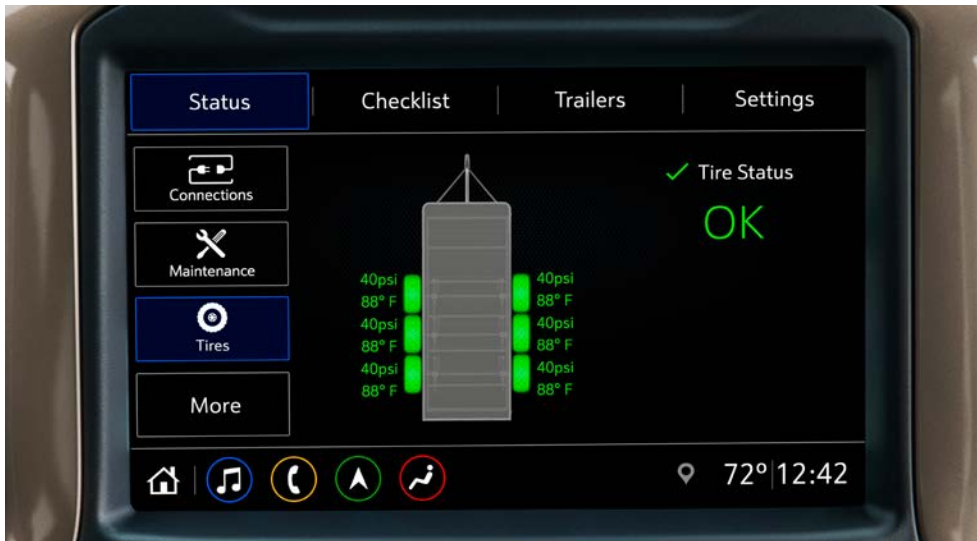 Status
Checklist
Trailers
Settings
Connections
Maintenance
Tires
More
40psi
88° F
40psi
88° F
40psi
88° F
40psi
88° F
40psi
88° F
40psi
88° F
Tire Status
OK
72°
12:42